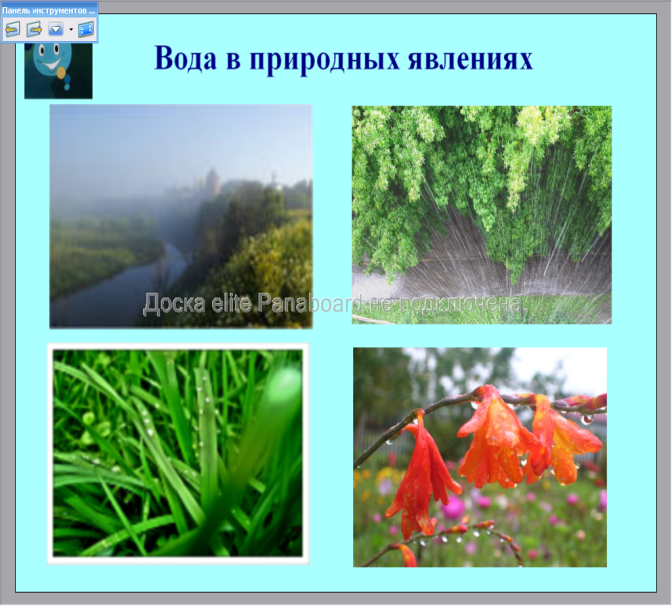 Панель инструментов ...
Вода в природных явлениях
Доска elite Panaboard не подключена.